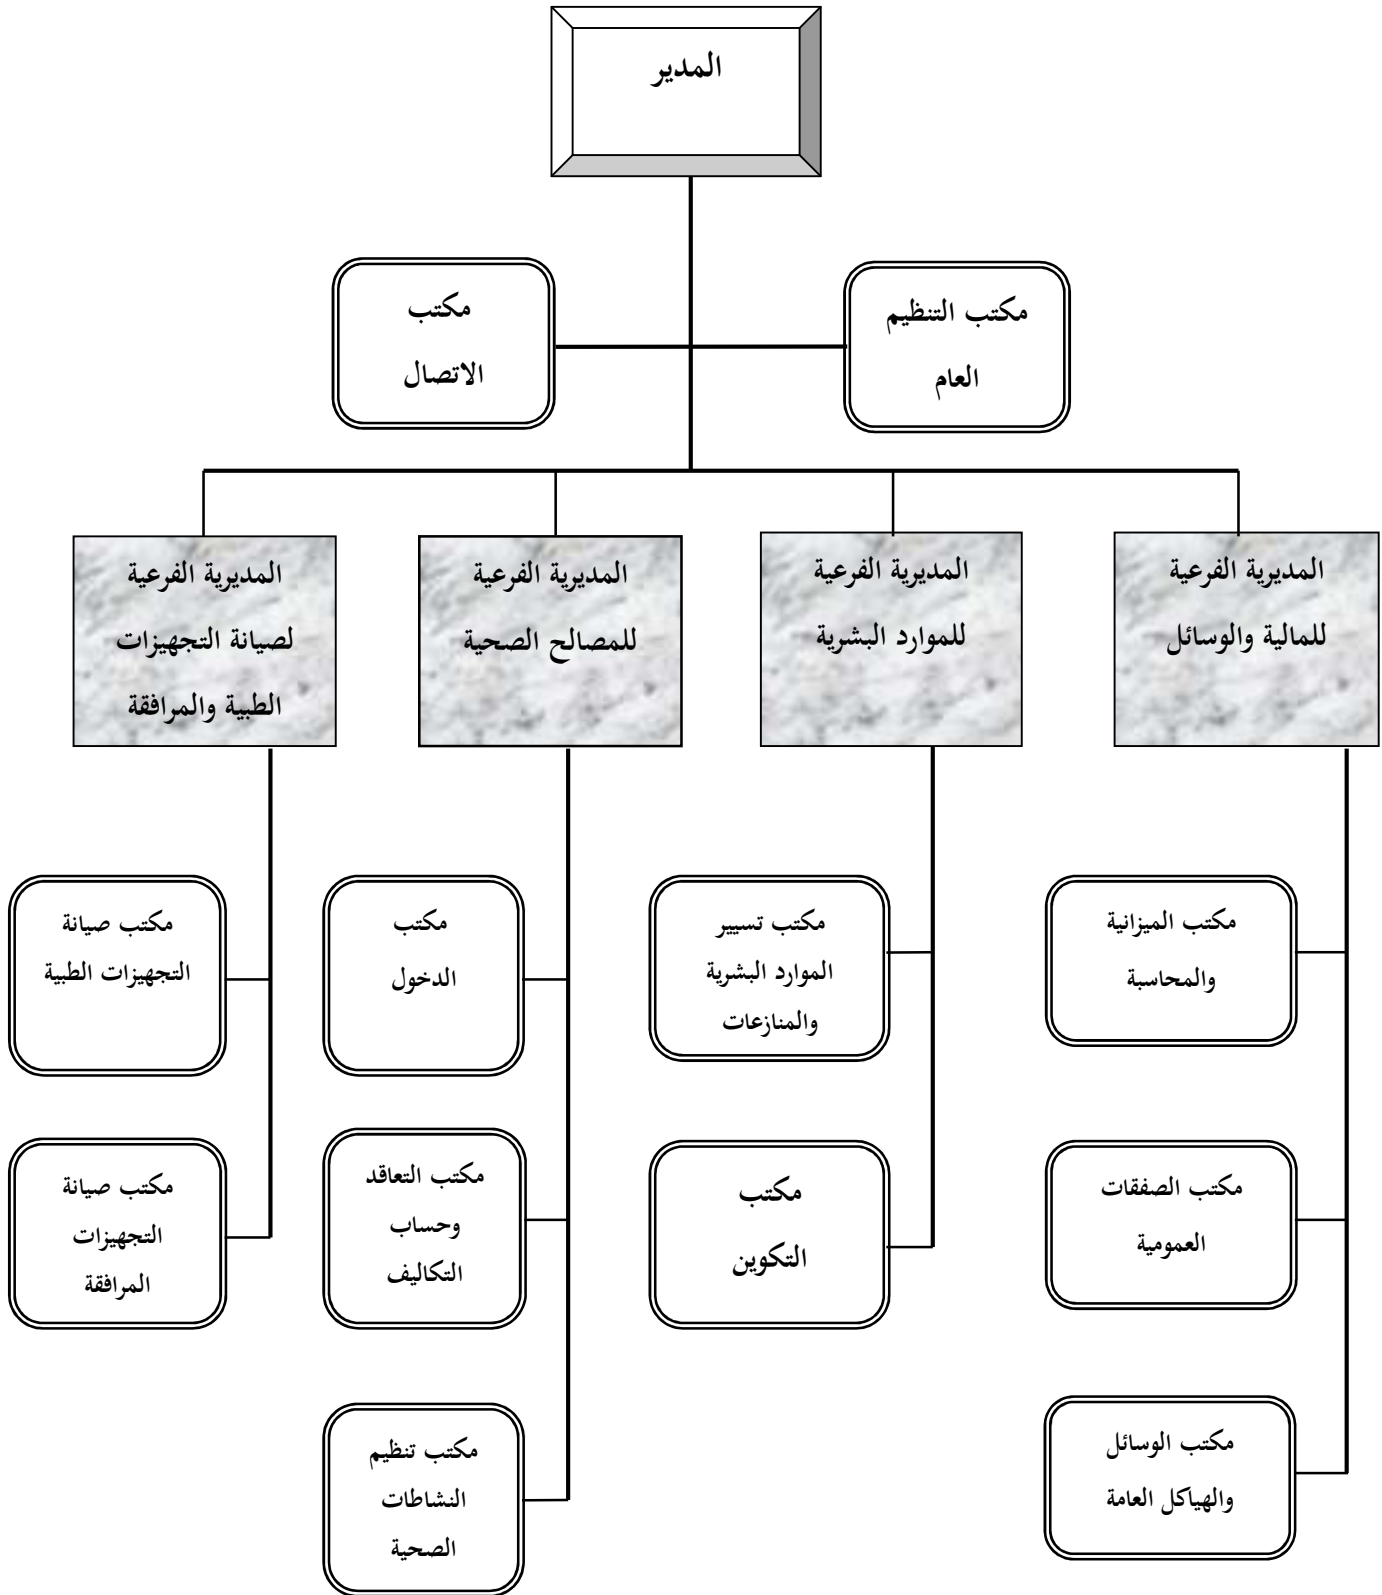 المدير
مكتب التنظيم
العام
مكتب
الاتصال
المديرية الفرعية
للمالية والوسائل
المديرية الفرعية
للموارد البشرية
المديرية الفرعية
للمصالح الصحية
المديرية الفرعية
لصيانة التجهيزات
الطبية والمرافقة
مكتب الميزانية
والمحاسبة
مكتب تسيير
الموارد البشرية
والمنازعات
مكتب
الدخول
مكتب صيانة
التجهيزات الطبية
مكتب الصفقات
العمومية
مكتب
التكوين
مكتب التعاقد
وحساب
التكاليف
مكتب صيانة
التجهيزات
المرافقة
مكتب الوسائل
والهياكل العامة
مكتب تنظيم
النشاطات
الصحية